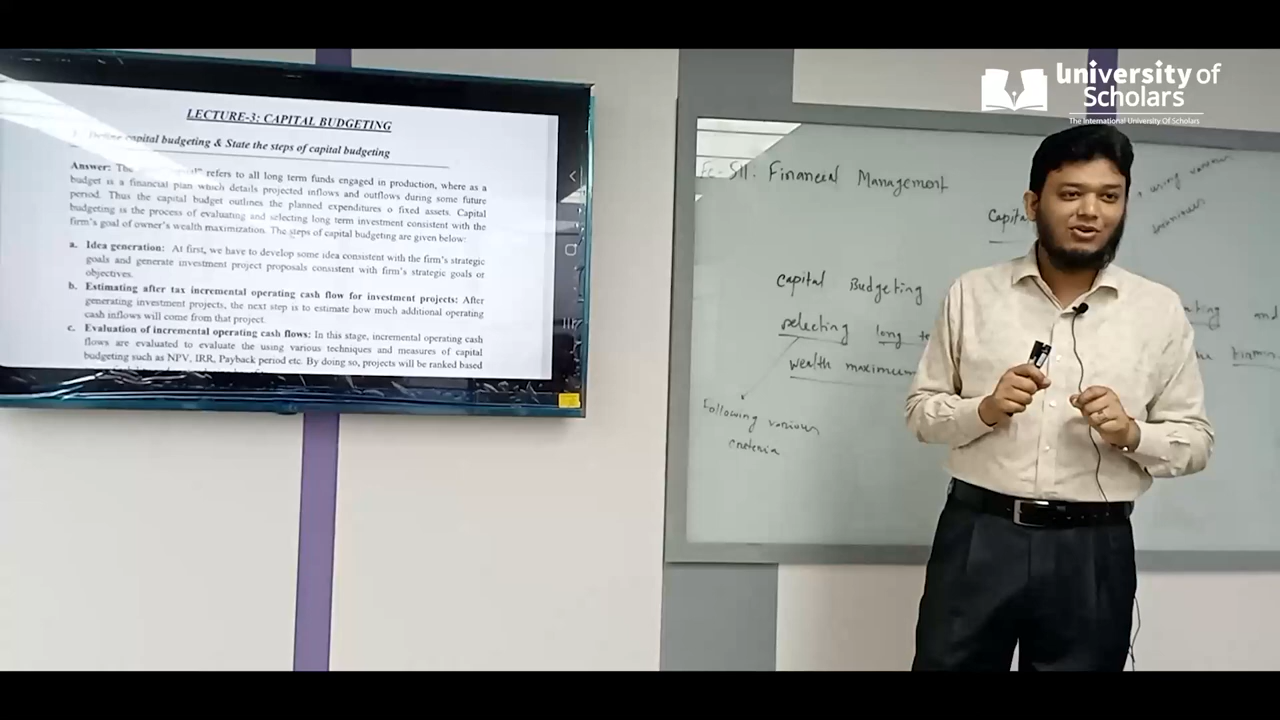 LECTURE-3: CAPITAL BUDGETING
capital budgeting & State the steps of capital budgeting
Answer: The refers to all long term funds engaged in production, where as a
budget is a financial plan which details projected inflows and outflows during some future
period. Thus the capital budget outlines the planned expenditures o fixed assets. Capital
budgeting is the process of evaluating and selecting long term investment consistent with the
firm's goal of owner's wealth maximization. The steps of capital budgeting are given below:
a. Idea generation: At first, we have to develop some idea consistent with the firm's strategic
goals and generate investment project proposals consistent with firm's strategic goals or
objectives.
b. Estimating after tax incremental operating cash flow for investment projects: After
generating investment projects, the next step is to estimate how much additional operating
cash inflows will come from that project.
c. Evaluation of incremental operating cash flows: In this stage, incremental operating cash
flows are evaluated to evaluate the using various techniques and measures of capital
budgeting such as NPV, IRR, Payback period etc. By doing so, projects will be ranked based
University of
Scholars
The International University Of Scholars
511. Financial Management
, using various
Capital Budgeting
selecting long
and
wealth
Following various
criteria